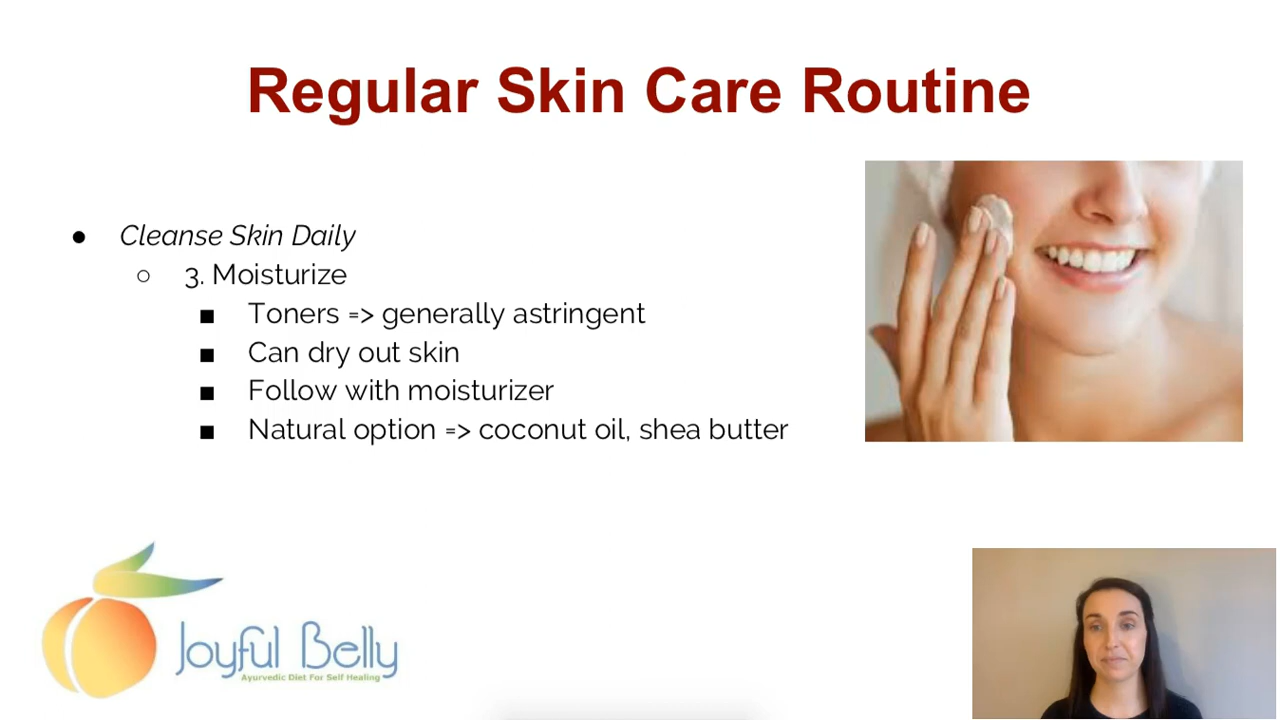 Regular Skin Care Routine
● Cleanse Skin Daily
○ 3. Moisturize
■ Toners => generally astringent
■ Can dry out skin
■ Follow with moisturizer
■ Natural option => coconut oil, shea butter
Joyful Belly
Ayurvedic Diet For Self Healing